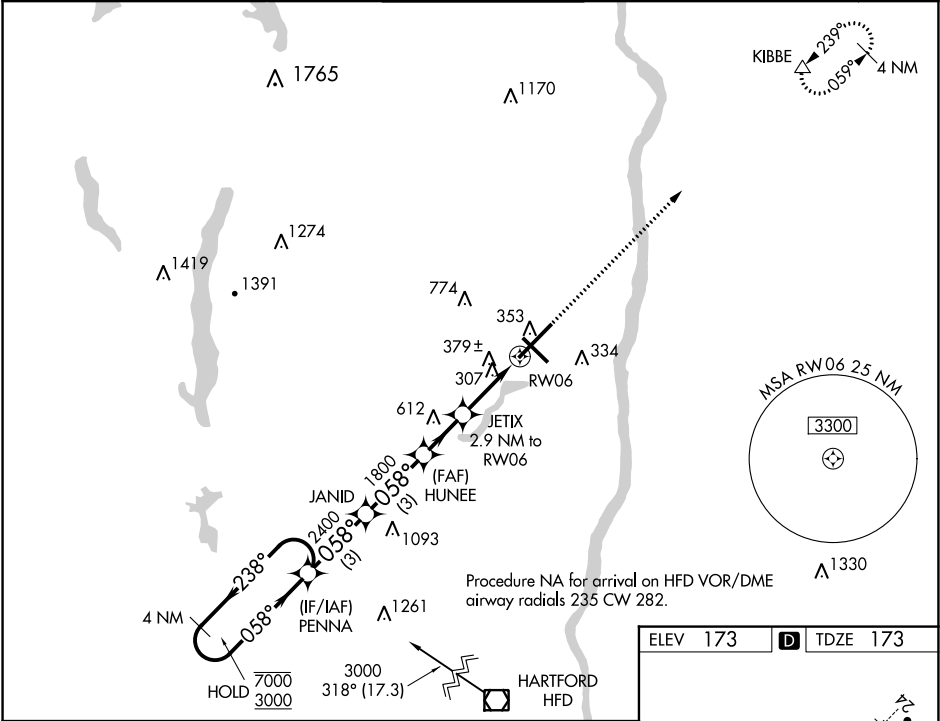 1765
1170
KIBBE
239°
059°
4 NM
1274
1419
1391
774
353
379±
334
307
RW06
612
JETIX
2.9 NM to
RW06
MSA RW06 25 NM
3300
1800
058°
(3)
(FAF)
HUNEE
JANID
2400
058°
(3)
1093
1330
238°
058°
4 NM
(IF/IAF)
PENNA
1261
Procedure NA for arrival on HFD VOR/DME
airway radials 235 CW 282.
HOLD
7000
3000
3000
318° (17.3)
HARTFORD
HFD
ELEV 173
D
TDZE 173
24